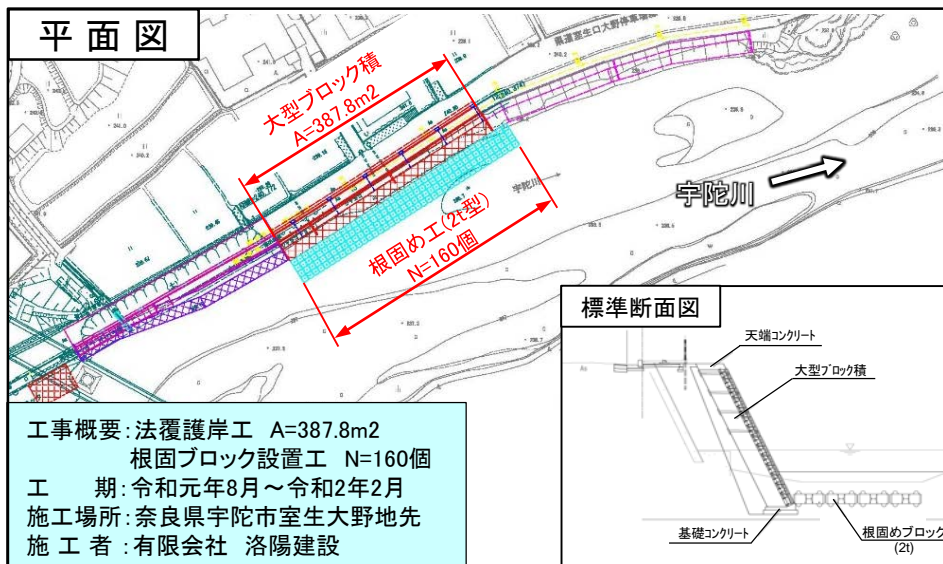 平面図
大型ブロック積
A=387.8m2
根固め工(2t型)
N=160個
宇陀川
宇陀川
標準断面図
天端コンクリート
大型ブロック積
基礎コンクリート
根固めブロック
(2t)
工事概要:法覆護岸工 A=387.8m2
根固ブロック設置工 N=160個
工 期:令和元年8月～令和2年2月
施工場所:奈良県宇陀市室生大野地先
施 工 者:有限会社 洛陽建設